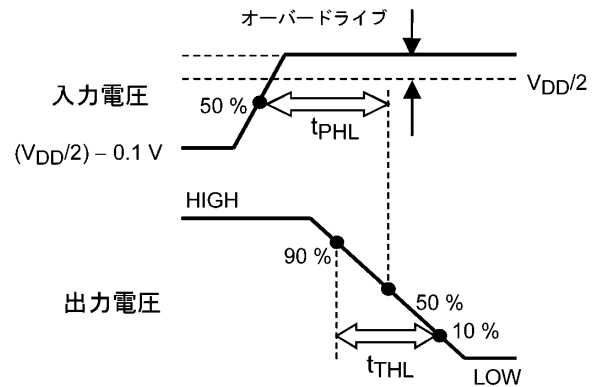 オーバードライブ
入力電圧
50 %
VDD/2
tPHL
(VDD/2) – 0.1 V
HIGH
90 %
出力電圧
50 %
10 %
tTHL
LOW